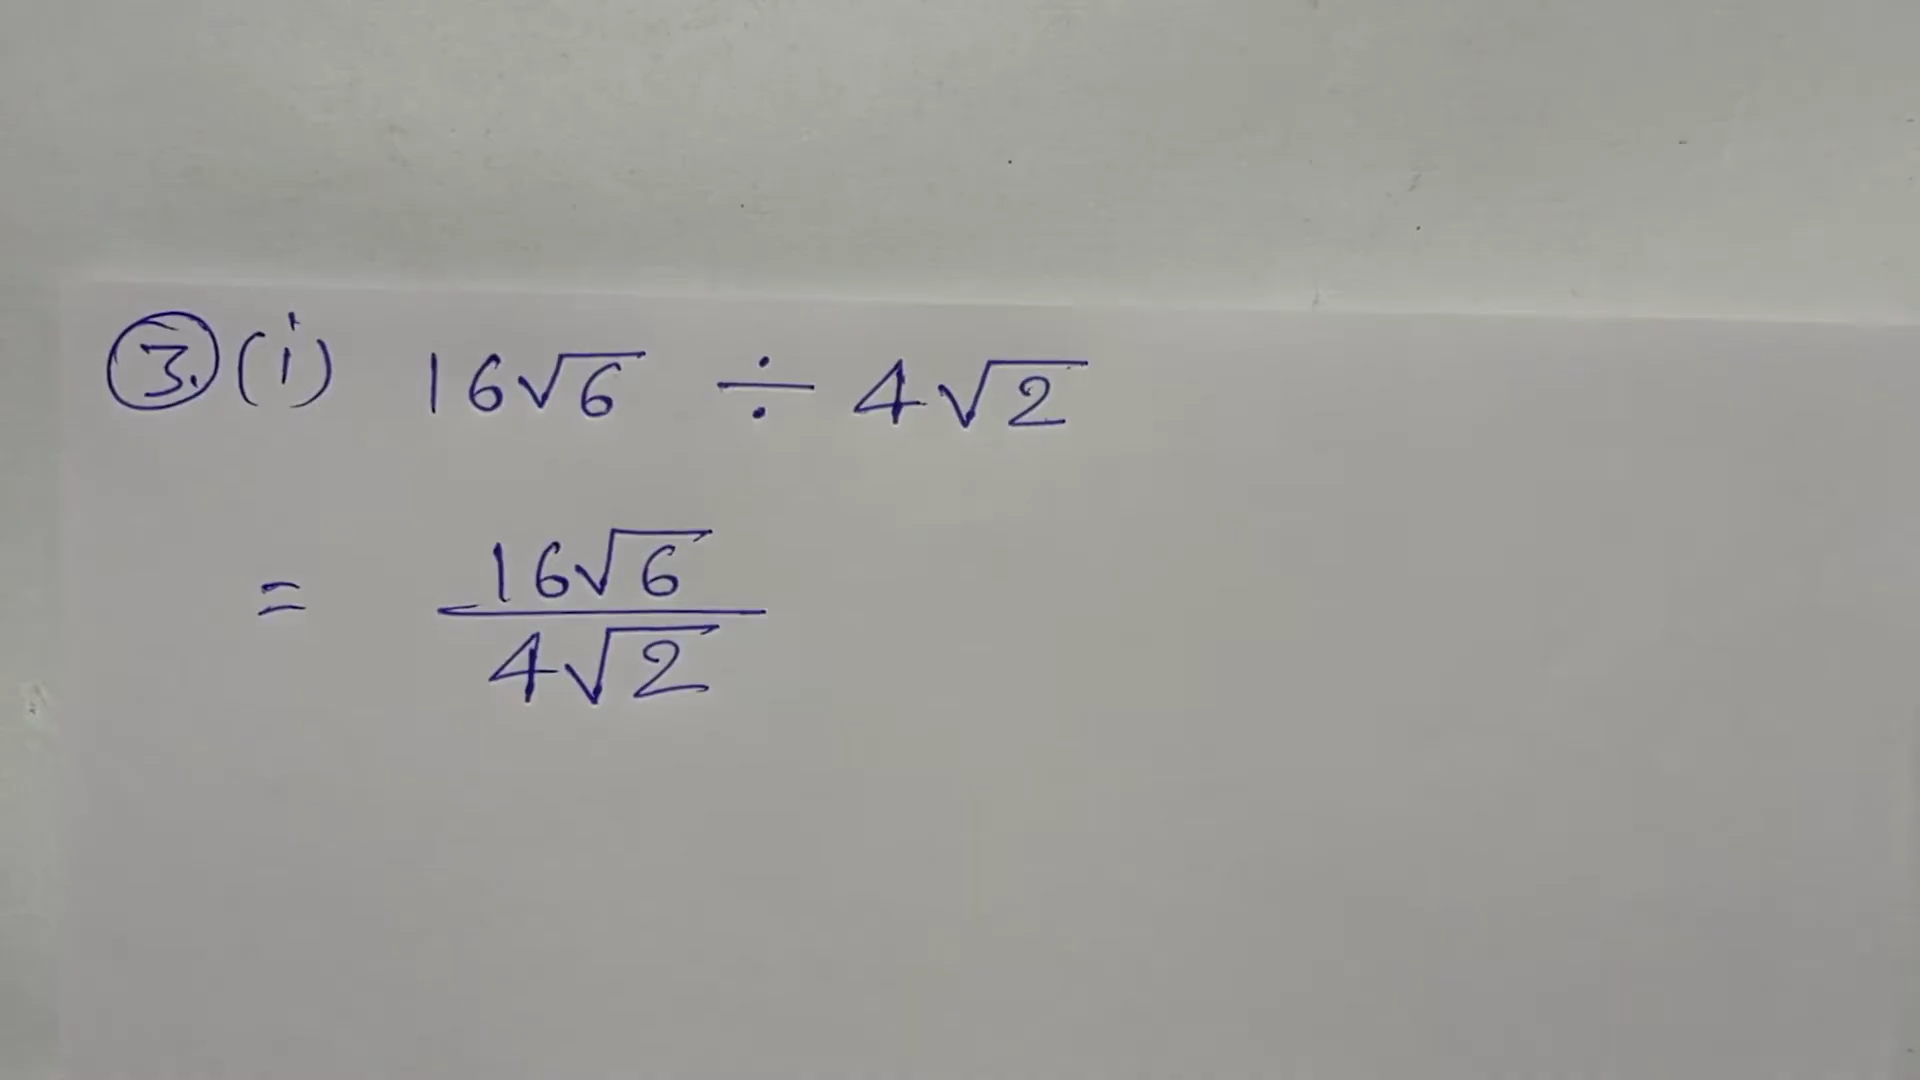 ③. (i) 16√6 ÷ 4√2
= 16√6
4√2